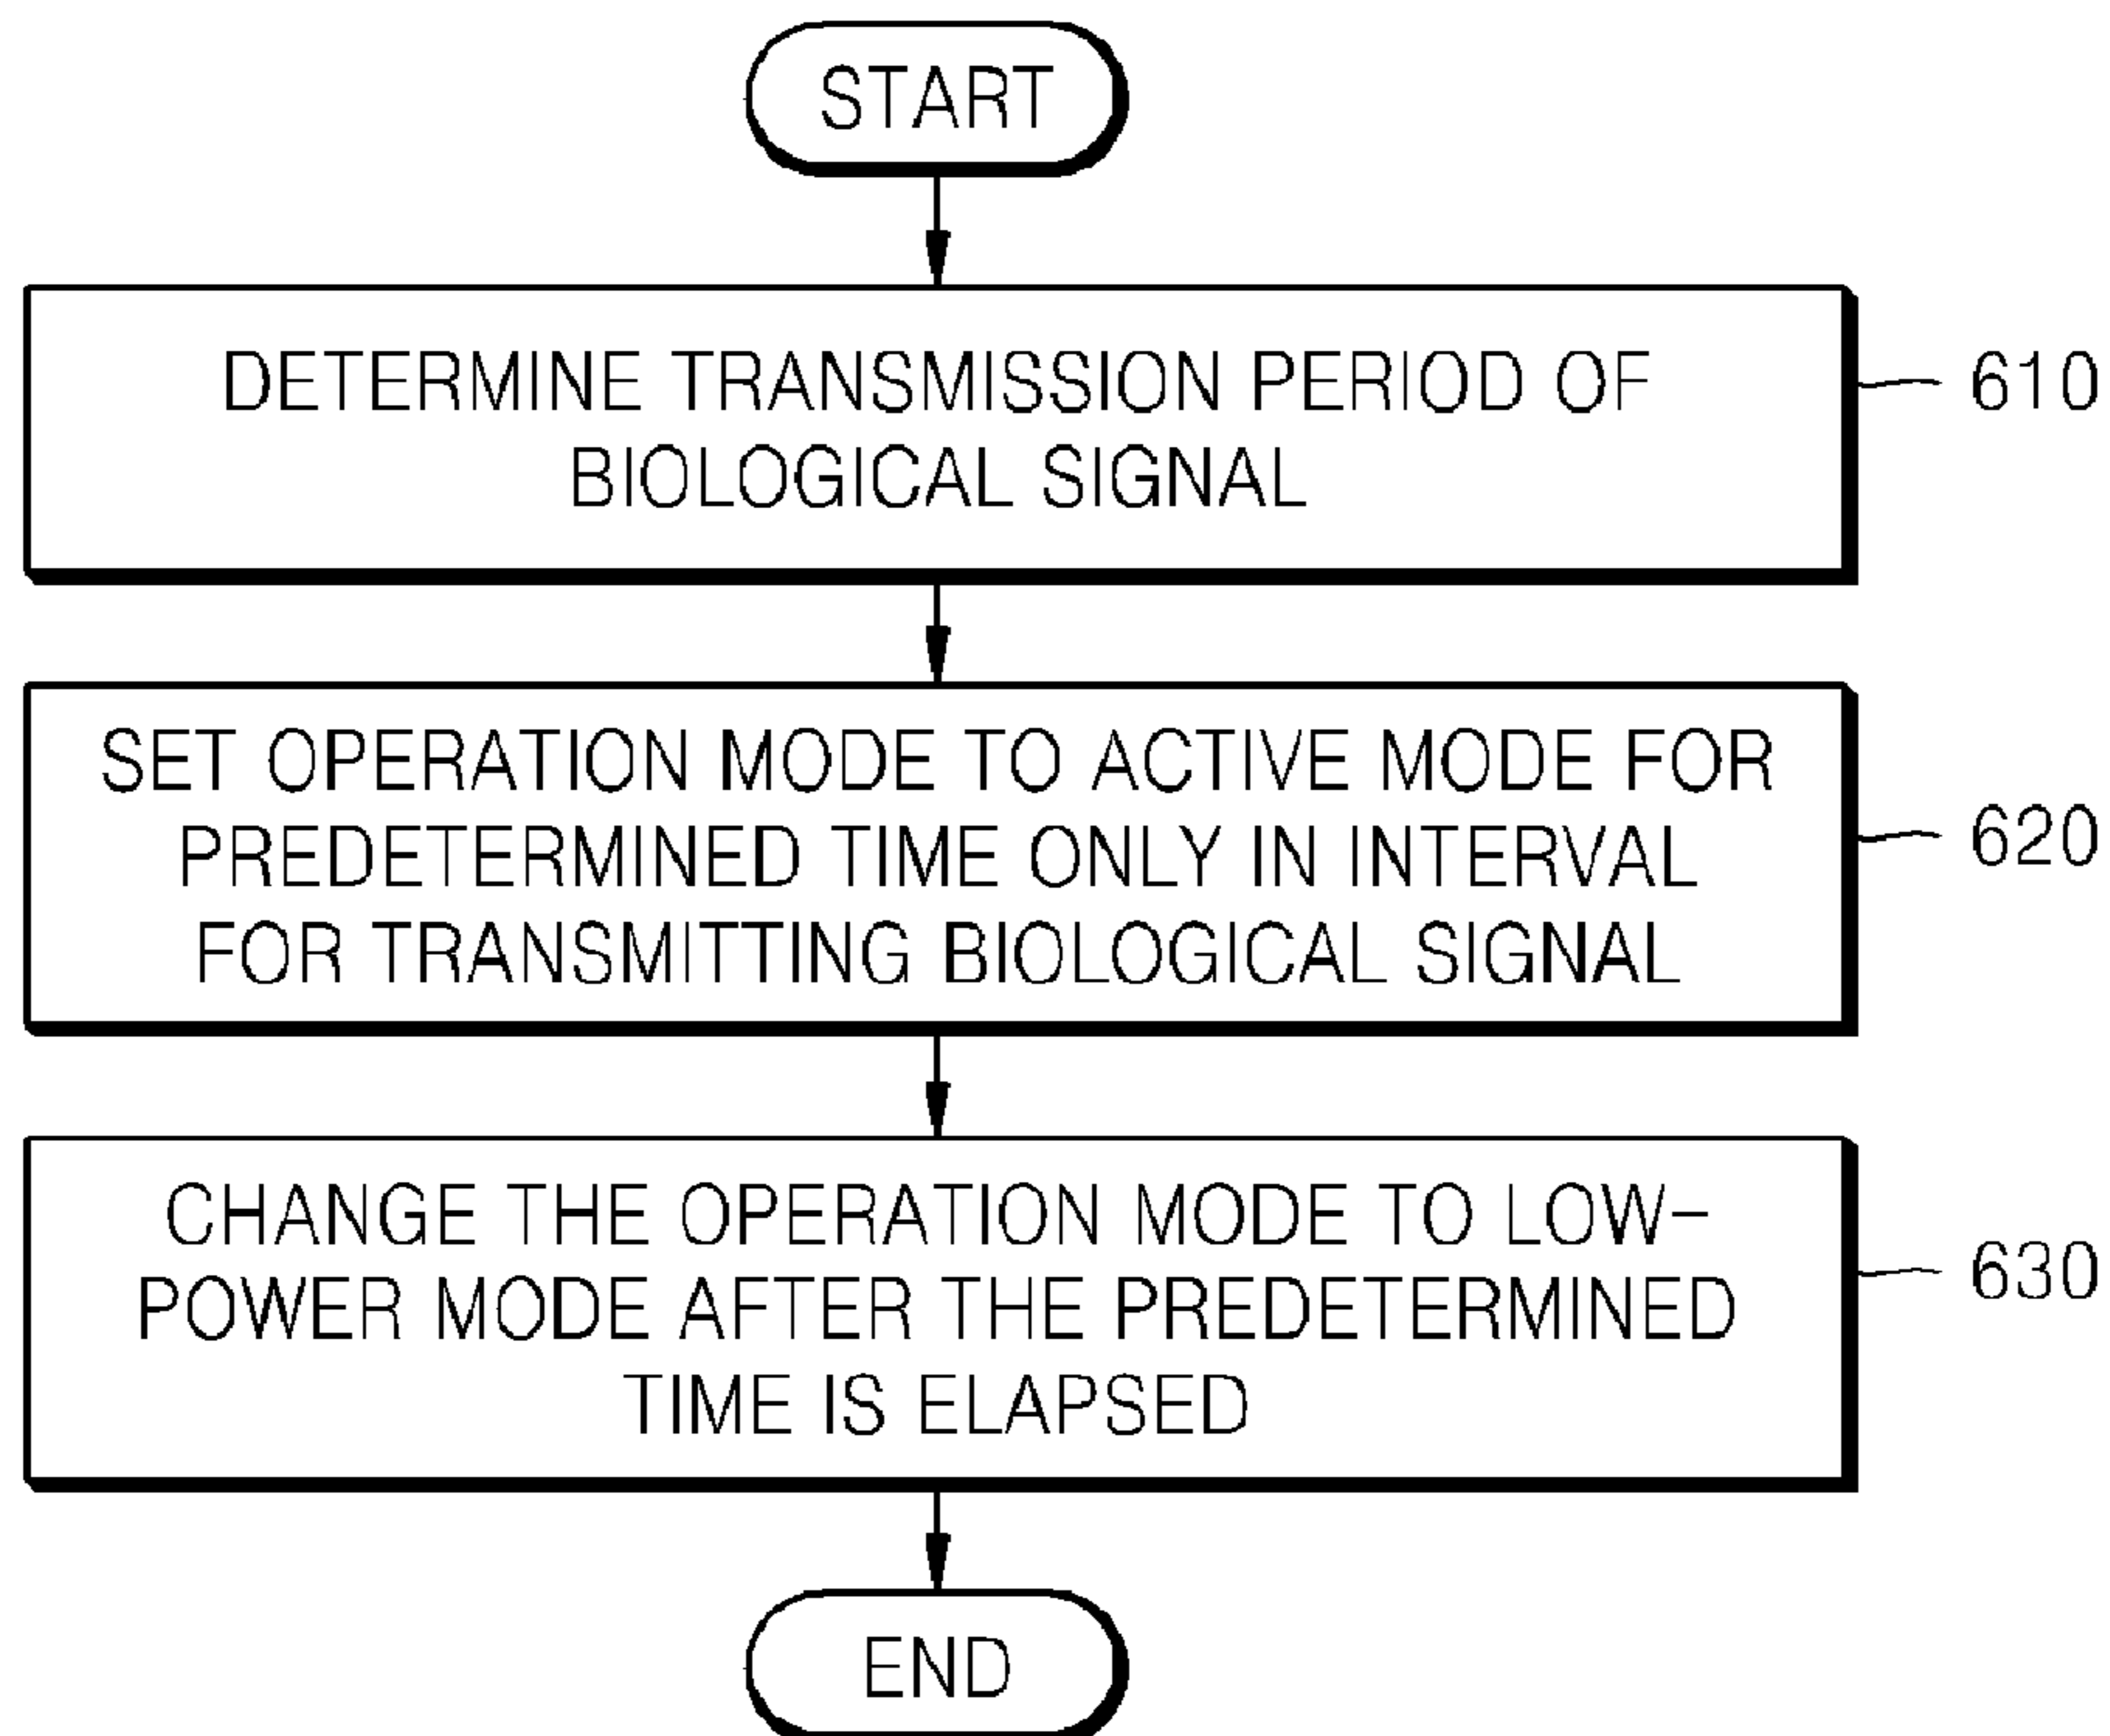 START
DETERMINE TRANSMISSION PERIOD OF
BIOLOGICAL SIGNAL
610
SET OPERATION MODE TO ACTIVE MODE FOR
PREDETERMINED TIME ONLY IN INTERVAL
FOR TRANSMITTING BIOLOGICAL SIGNAL
620
CHANGE THE OPERATION MODE TO LOW-
POWER MODE AFTER THE PREDETERMINED
TIME IS ELAPSED
630
END